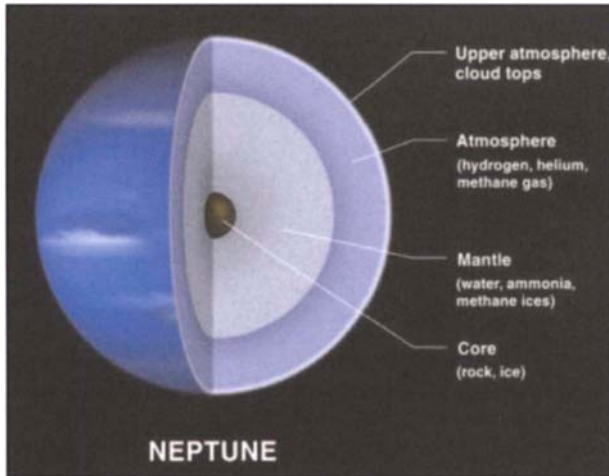 Upper atmosphere,
cloud tops
Atmosphere
(hydrogen, helium,
methane gas)
Mantle
(water, ammonia,
methane ices)
Core
(rock, ice)
NEPTUNE